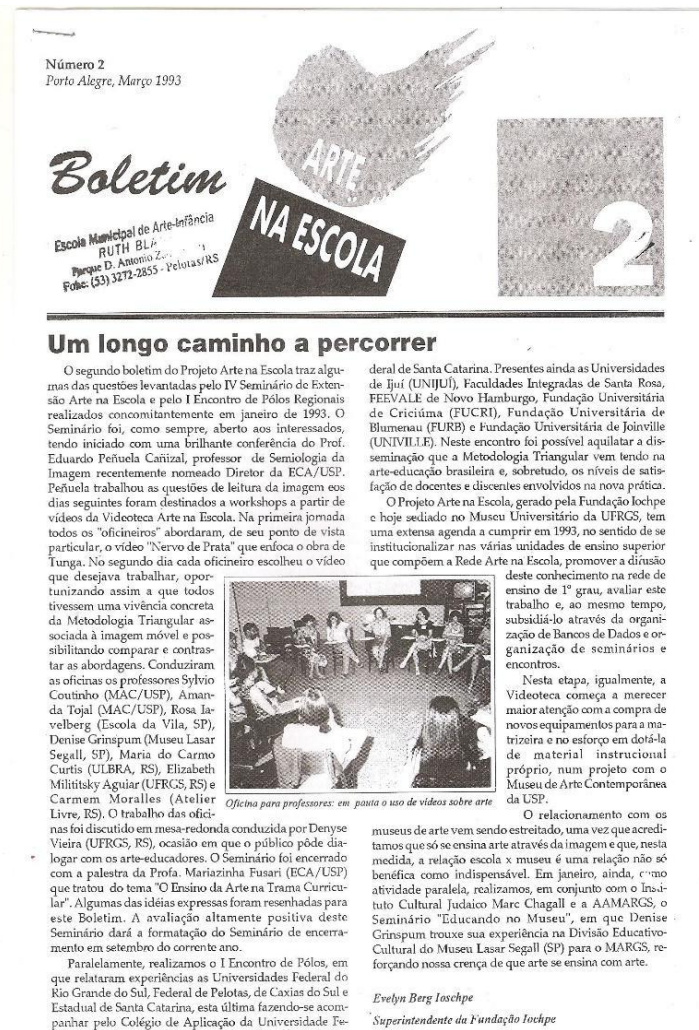 Número 2
Porto Alegre, Março 1993
Boletim
ARTE
NA ESCOLA
2
Escola Municipal de Arte-Infância
RUTH
Parque D. Antonio
Fone: (53) 3272-2855 - Pelotas/RS
Um longo caminho a percorrer
O segundo boletim do Projeto Arte na Escola traz algu-
mas das questões levantadas pelo IV Seminário de Exten-
são Arte na Escola e pelo I Encontro de Pólos Regionais
realizados concomitantemente em janeiro de 1993. O
Seminário foi, como sempre, aberto aos interessados,
tendo iniciado com uma brilhante conferência do Prof.
Eduardo Peñuela Cañizal, professor de Semiologia da
Imagem recentemente nomeado Diretor da ECA/USP.
Peñuela trabalhou as questões de leitura da imagem eos
dias seguintes foram destinados a workshops a partir de
vídeos da Videoteca Arte na Escola. Na primeira jornada
todos os "oficineiros" abordaram, de seu ponto de vista
particular, o vídeo "Nervo de Prata" que enfoca o obra de
Tunga. No segundo dia cada oficineiro escolheu o vídeo
que desejava trabalhar, opor-
tunizando assim a que todos
tivessem uma vivência concreta
da Metodologia Triangular as-
sociada à imagem móvel e pos-
sibilitando comparar e contras-
tar as abordagens. Conduziram
as oficinas os professores Sylvio
Coutinho (MAC/USP), Aman-
da Tojal (MAC/USP), Rosa Ia-
velberg (Escola da Vila, SP),
Denise Grinspum (Museu Lasar
Segall, SP), Maria do Carmo
Curtis (ULBRA, RS), Elizabeth
Milititsky Aguiar (UFRGS, RS) e
Carmem Moralles (Atelier
Livre, RS). O trabalho das ofici-
nas foi discutido em mesa-redonda conduzida por Denyse
Vieira (UFRGS, RS), ocasião em que o público pôde dia-
logar com os arte-educadores. O Seminário foi encerrado
com a palestra da Profa. Mariazinha Fusari (ECA/USP)
que tratou do tema "O Ensino da Arte na Trama Curricu-
lar". Algumas das idéias expressas foram resenhadas para
este Boletim. A avaliação altamente positiva deste
Seminário dará a formatação do Seminário de encerra-
mento em setembro do corrente ano.
Paralelamente, realizamos o I Encontro de Pólos, em
que relataram experiências as Universidades Federal do
Rio Grande do Sul, Federal de Pelotas, de Caxias do Sul e
Estadual de Santa Catarina, esta última fazendo-se acom-
panhar pelo Colégio de Aplicação da Universidade Fe-
Oficina para professores: em pauta o uso de vídeos sobre arte
deral de Santa Catarina. Presentes ainda as Universidades
de Ijuí (UNIJUÍ), Faculdades Integradas de Santa Rosa,
FEEVALE de Novo Hamburgo, Fundação Universitária
de Criciúma (FUCRI), Fundação Universitária de
Blumenau (FURB) e Fundação Universitária de Joinville
(UNIVILLE). Neste encontro foi possível aquilatar a dis-
seminação que a Metodologia Triangular vem tendo na
arte-educação brasileira e, sobretudo, os níveis de satis-
fação de docentes e discentes envolvidos na nova prática.
O Projeto Arte na Escola, gerado pela Fundação Iochpe
e hoje sediado no Museu Universitário da UFRGS, tem
uma extensa agenda a cumprir em 1993, no sentido de se
institucionalizar nas várias unidades de ensino superior
que compõem a Rede Arte na Escola, promover a difusão
deste conhecimento na rede de
ensino de 1º grau, avaliar este
trabalho e, ao mesmo tempo,
subsidiá-lo através da organi-
zação de Bancos de Dados e or-
ganização de seminários e
encontros.
Nesta etapa, igualmente, a
Videoteca começa a merecer
maior atenção com a compra de
novos equipamentos para a ma-
trizeira e no esforço em dotá-la
de material instrucional
próprio, num projeto com o
Museu de Arte Contemporânea
da USP.
O relacionamento com os
museus de arte vem sendo estreitado, uma vez que acredi-
tamos que só se ensina arte através da imagem e que, nesta
medida, a relação escola x museu é uma relação não só
benéfica como indispensável. Em janeiro, ainda, como
atividade paralela, realizamos, em conjunto com o Insti-
tuto Cultural Judaico Marc Chagall e a AAMARGS, o
Seminário "Educando no Museu", em que Denise
Grinspum trouxe sua experiência na Divisão Educativo-
Cultural do Museu Lasar Segall (SP) para o MARGS, re-
forçando nossa crença de que arte se ensina com arte.
Evelyn Berg Ioschpe
Superintendente da Fundação Iochpe